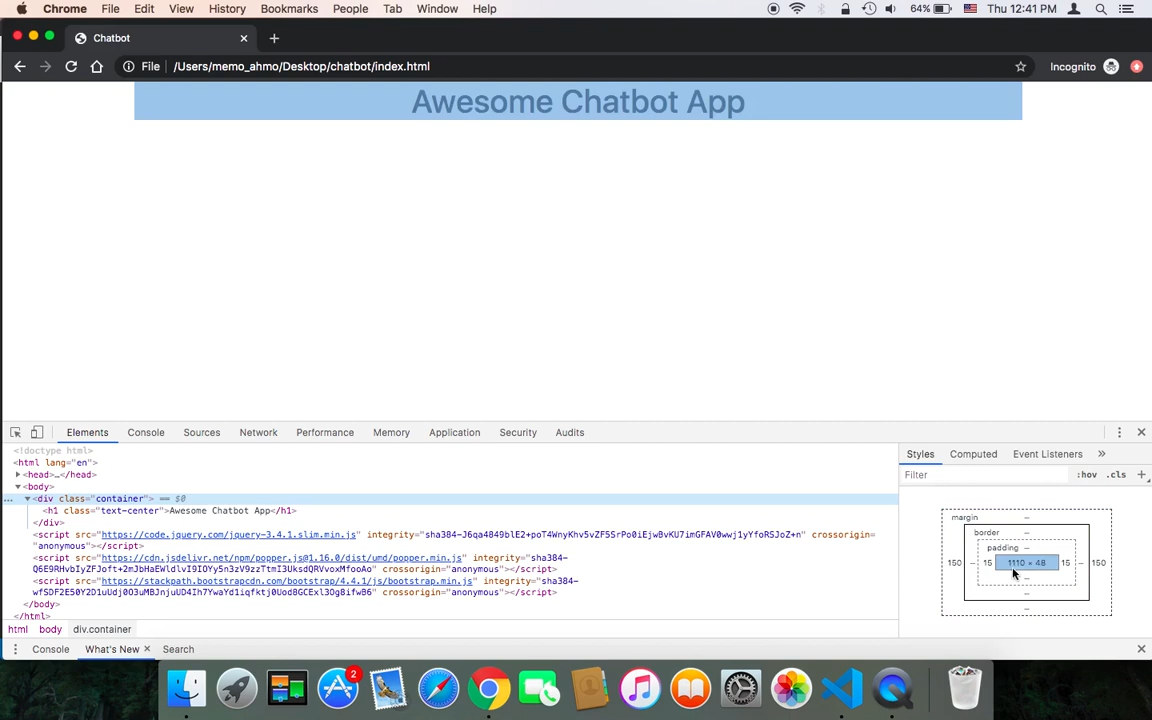 Chrome File Edit View History Bookmarks People Tab Window Help 64% Thu 12:41 PM
Chatbot
File /Users/memo_ahmo/Desktop/chatbot/index.html Incognito
Awesome Chatbot App
Elements Console Sources Network Performance Memory Application Security Audits
<!doctype html>
<html lang="en">
<head>…</head>
<body>
… <div class="container"> == $0
<h1 class="text-center">Awesome Chatbot App</h1>
</div>
<script src="https://code.jquery.com/jquery-3.4.1.slim.min.js" integrity="sha384-J6qa4849blE2+poT4WnyKhv5vZF5SrPo0iEjwBvKU7imGFAV0wwj1yYfoRSJoZ+n" crossorigin=
"anonymous"></script>
<script src="https://cdn.jsdelivr.net/npm/popper.js@1.16.0/dist/umd/popper.min.js" integrity="sha384-
Q6E9RHvbIyZFJoft+2mJbHaEWldlvI9IOYy5n3zV9zzTtmI3UksdQRVvoxMfooAo" crossorigin="anonymous"></script>
<script src="https://stackpath.bootstrapcdn.com/bootstrap/4.4.1/js/bootstrap.min.js" integrity="sha384-
wfSDF2E50Y2D1uUdj0O3uMBJnjuUD4Ih7YwaYd1iqfktj0Uod8GCExl3Og8ifwB6" crossorigin="anonymous"></script>
</body>
</html>
html body div.container
Styles Computed Event Listeners »
Filter :hov .cls +
margin –
border –
padding –
150 – 15 1110 × 48 15 – 150
–
–
–
Console What's New × Search
2